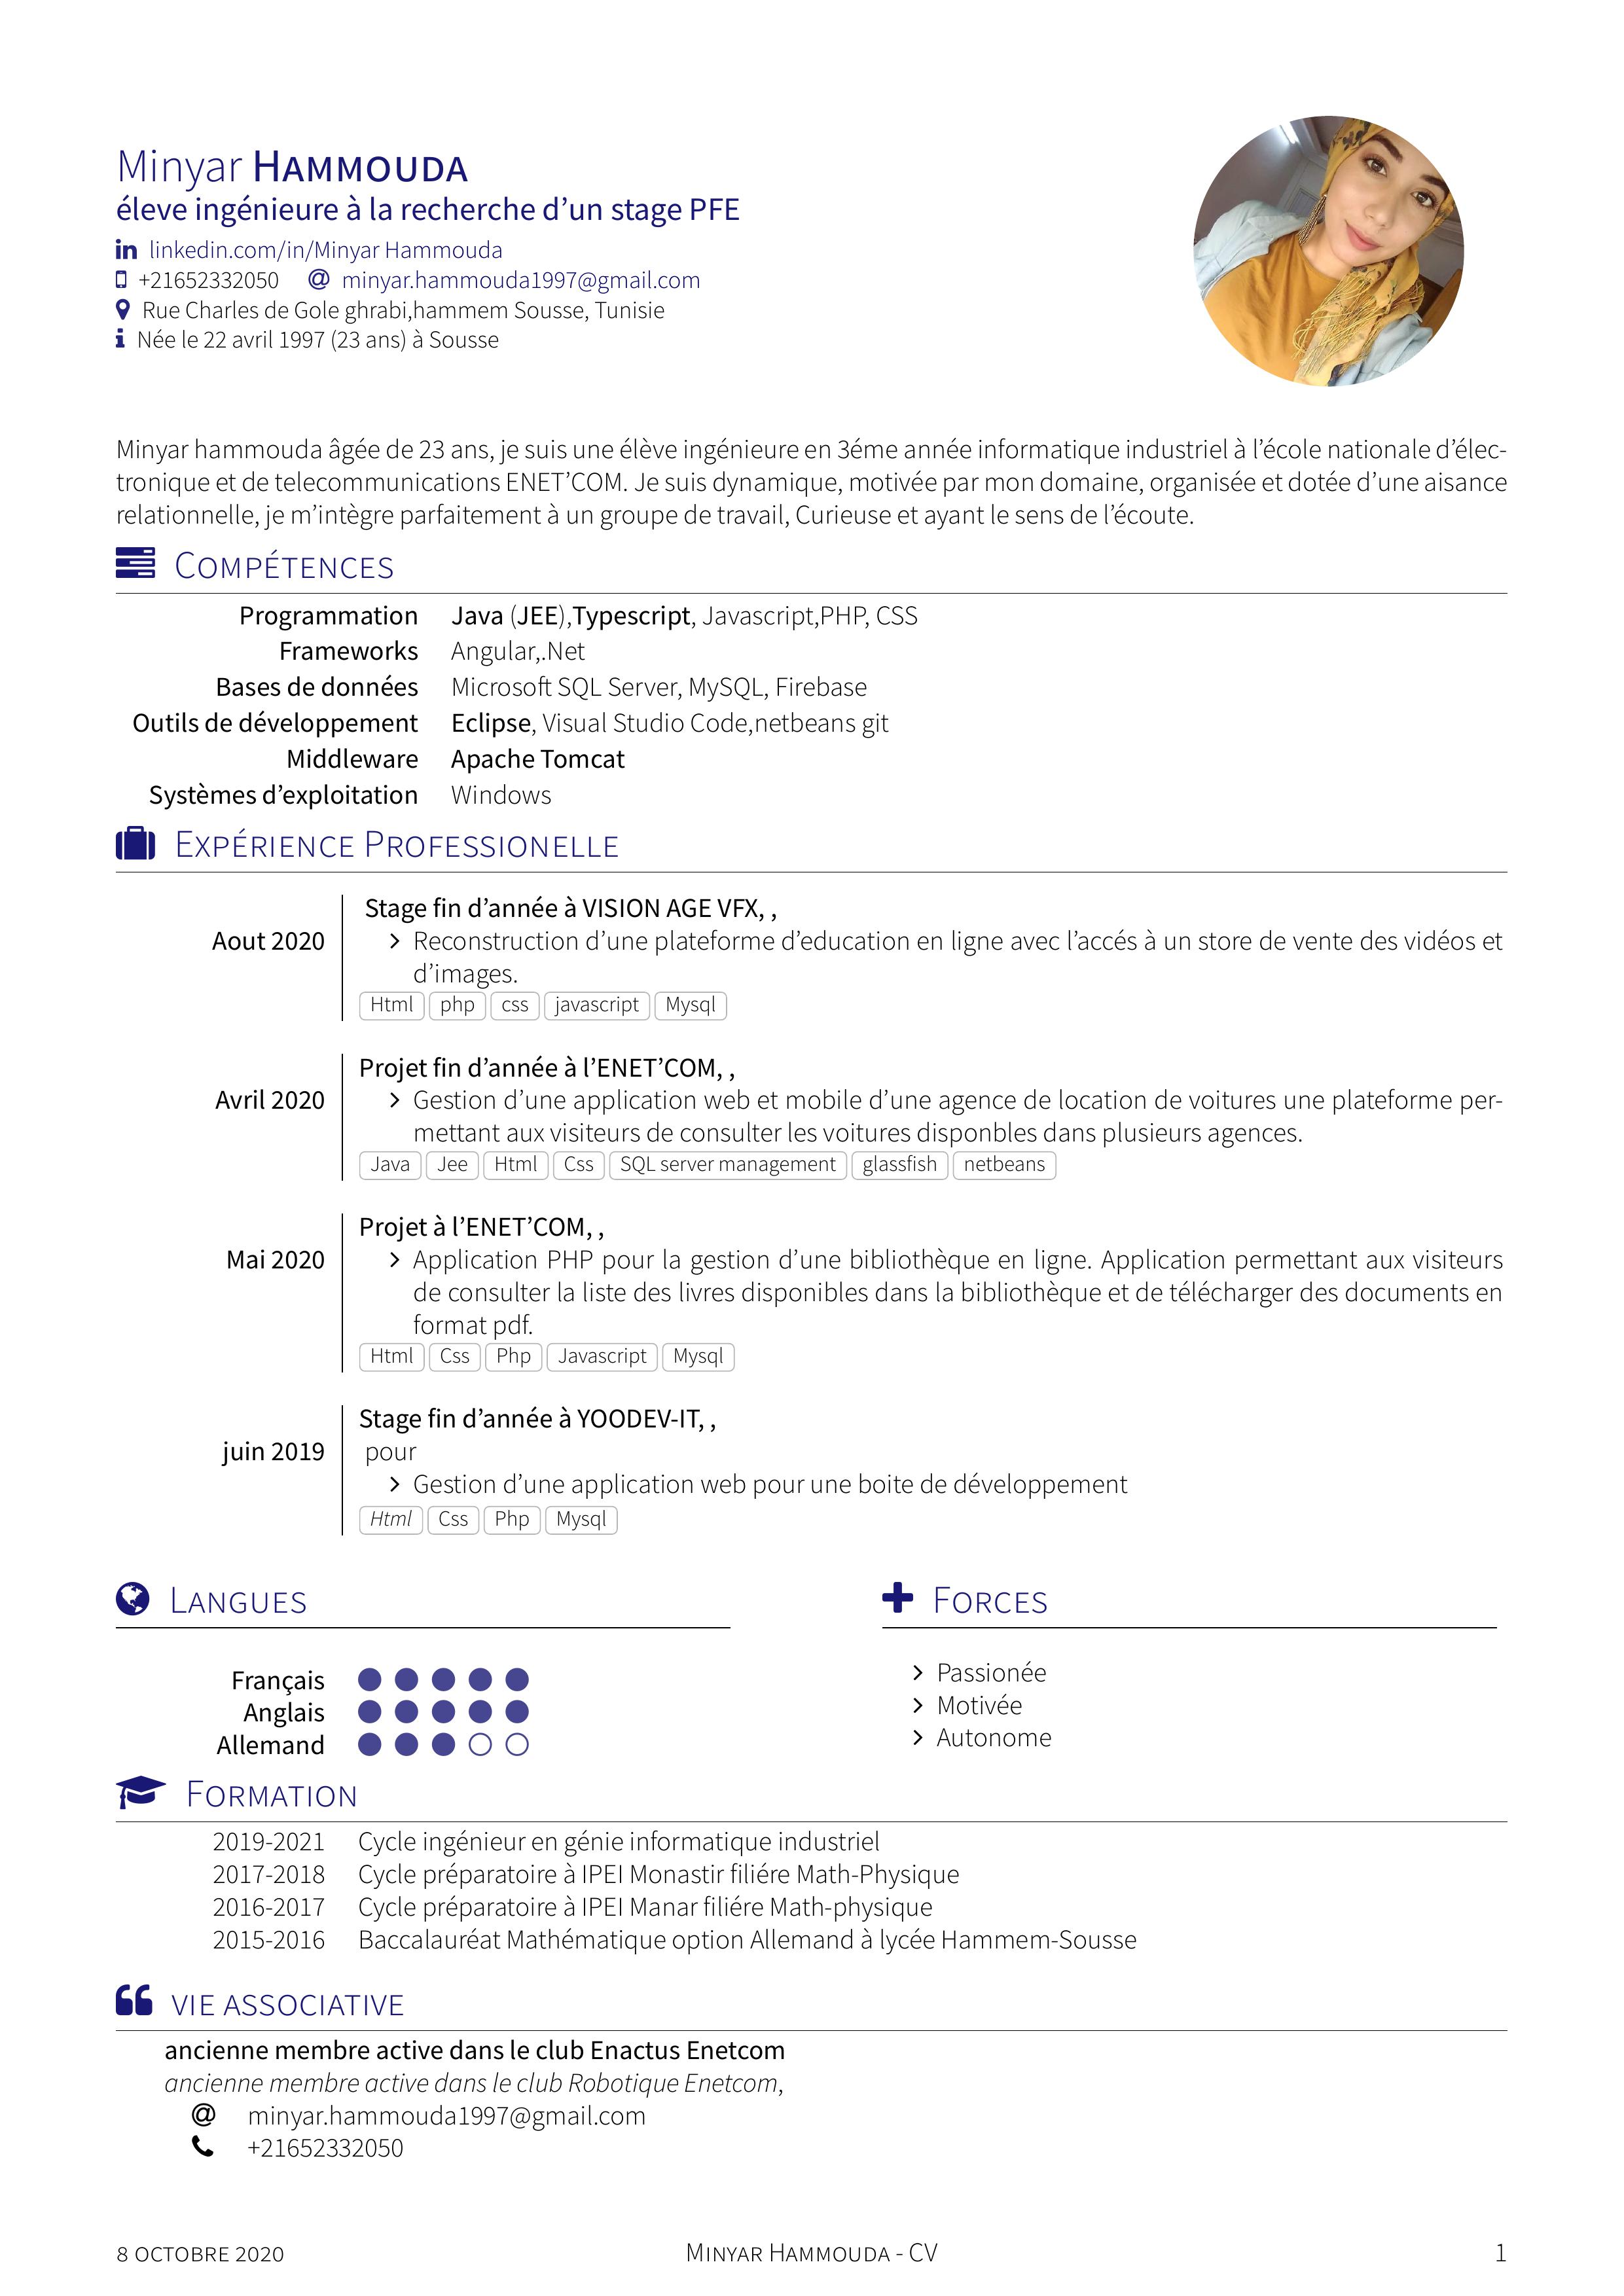 Minyar HAMMOUDA
éleve ingénieure à la recherche d’un stage PFE
linkedin.com/in/Minyar Hammouda
+21652332050 @ minyar.hammouda1997@gmail.com
Rue Charles de Gole ghrabi,hammem Sousse, Tunisie
Née le 22 avril 1997 (23 ans) à Sousse
Minyar hammouda âgée de 23 ans, je suis une élève ingénieure en 3éme année informatique industriel à l’école nationale d’élec-
tronique et de telecommunications ENET’COM. Je suis dynamique, motivée par mon domaine, organisée et dotée d’une aisance
relationnelle, je m’intègre parfaitement à un groupe de travail, Curieuse et ayant le sens de l’écoute.
COMPÉTENCES
Programmation Java (JEE),Typescript, Javascript,PHP, CSS
Frameworks Angular,.Net
Bases de données Microsoft SQL Server, MySQL, Firebase
Outils de développement Eclipse, Visual Studio Code,netbeans git
Middleware Apache Tomcat
Systèmes d’exploitation Windows
EXPÉRIENCE PROFESSIONELLE
Stage fin d’année à VISION AGE VFX, ,
Aout 2020 Reconstruction d’une plateforme d’education en ligne avec l’accés à un store de vente des vidéos et
d’images.
Html php css javascript Mysql
Projet fin d’année à l’ENET’COM, ,
Avril 2020 Gestion d’une application web et mobile d’une agence de location de voitures une plateforme per-
mettant aux visiteurs de consulter les voitures disponbles dans plusieurs agences.
Java Jee Html Css SQL server management glassfish netbeans
Projet à l’ENET’COM, ,
Mai 2020 Application PHP pour la gestion d’une bibliothèque en ligne. Application permettant aux visiteurs
de consulter la liste des livres disponibles dans la bibliothèque et de télécharger des documents en
format pdf.
Html Css Php Javascript Mysql
Stage fin d’année à YOODEV-IT, ,
juin 2019 pour
Gestion d’une application web pour une boite de développement
Html Css Php Mysql
LANGUES
Français
Anglais
Allemand
FORCES
Passionée
Motivée
Autonome
FORMATION
2019-2021 Cycle ingénieur en génie informatique industriel
2017-2018 Cycle préparatoire à IPEI Monastir filiére Math-Physique
2016-2017 Cycle préparatoire à IPEI Manar filiére Math-physique
2015-2016 Baccalauréat Mathématique option Allemand à lycée Hammem-Sousse
VIE ASSOCIATIVE
ancienne membre active dans le club Enactus Enetcom
ancienne membre active dans le club Robotique Enetcom,
@ minyar.hammouda1997@gmail.com
+21652332050
8 OCTOBRE 2020 MINYAR HAMMOUDA - CV 1